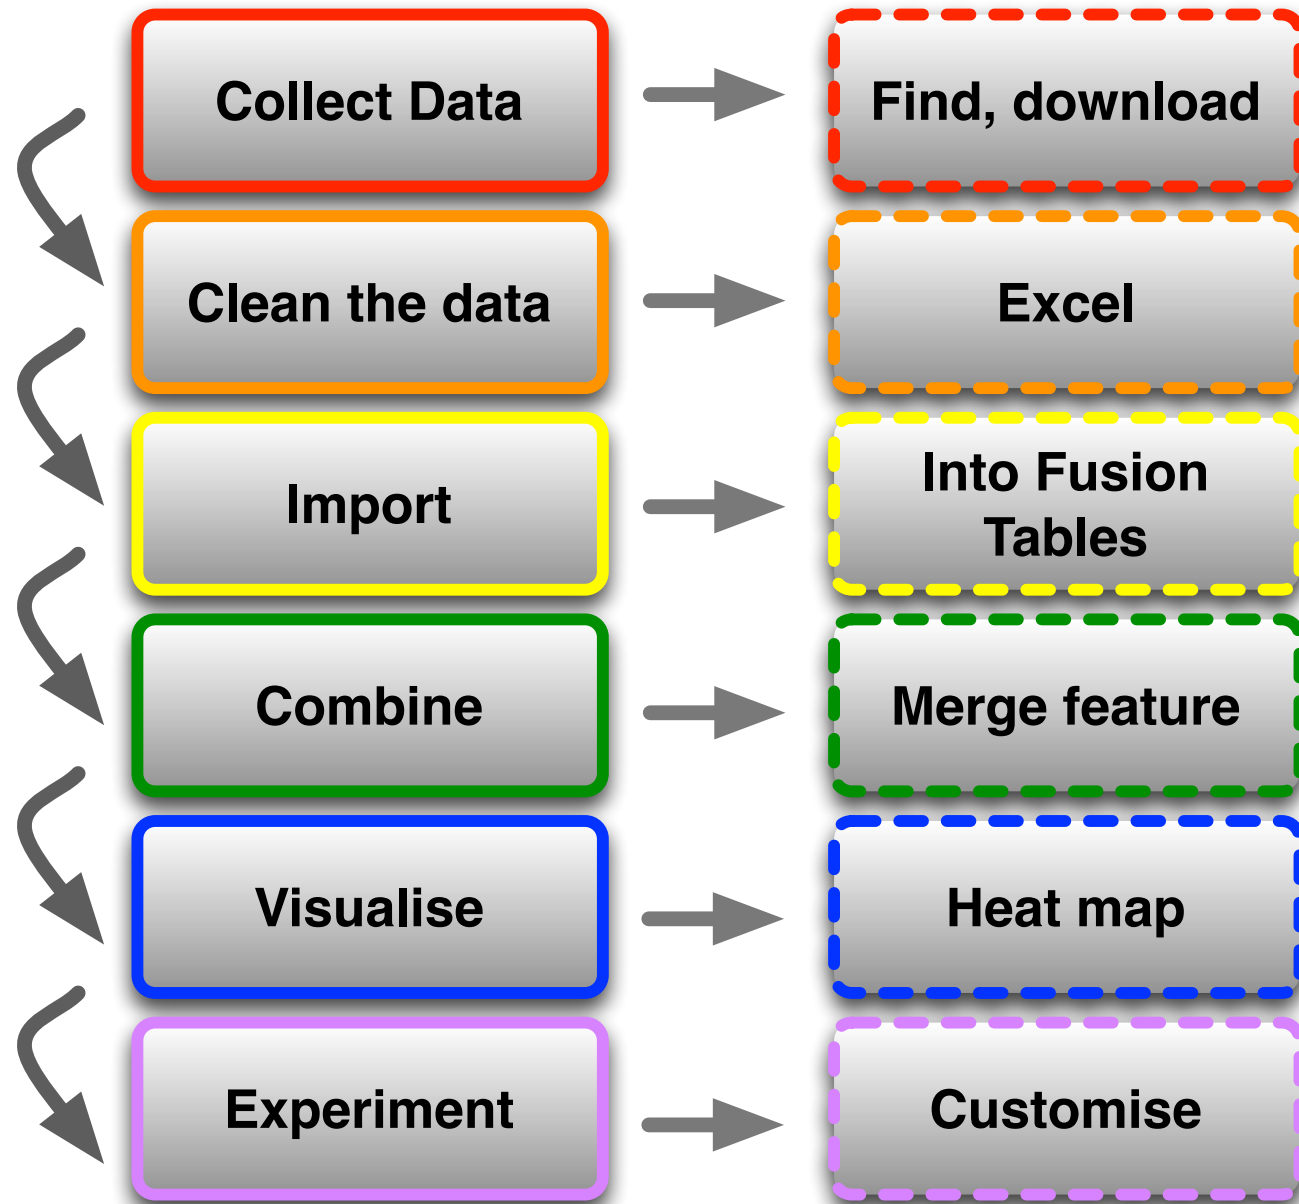 Collect Data
Find, download
Clean the data
Excel
Import
Into Fusion
Tables
Combine
Merge feature
Visualise
Heat map
Experiment
Customise